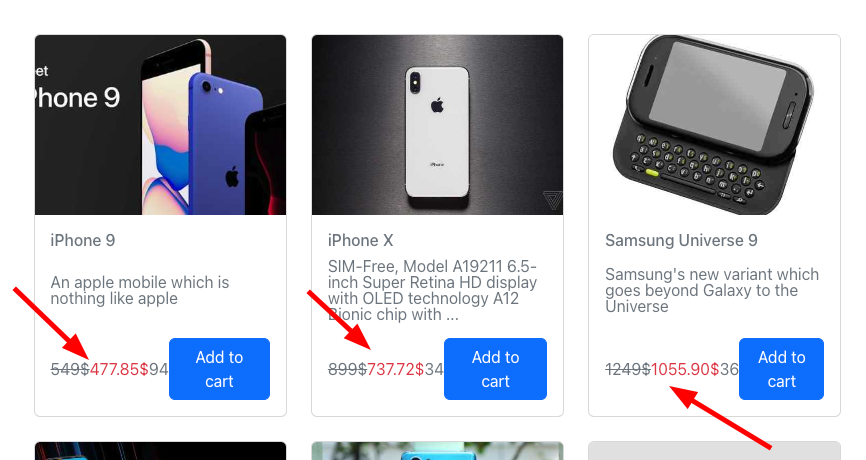 et
Phone 9
iPhone
iPhone 9
An apple mobile which is
nothing like apple
549$477.85$94
Add to
cart
iPhone X
SIM-Free, Model A19211 6.5-
inch Super Retina HD display
with OLED technology A12
Bionic chip with ...
899$737.72$34
Add to
cart
Samsung Universe 9
Samsung's new variant which
goes beyond Galaxy to the
Universe
1249$1055.90$36
Add to
cart